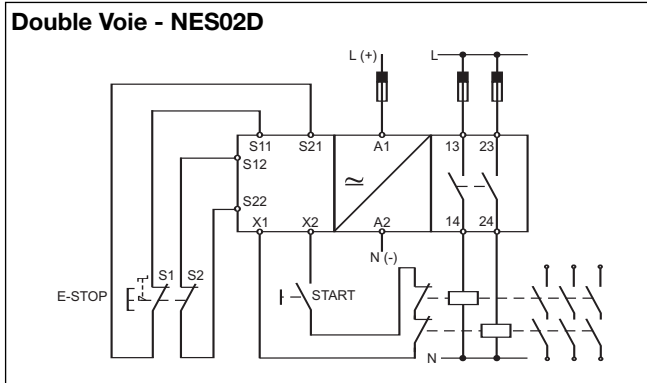 Double Voie - NES02D
L (+)
L
S11
S21
A1
13
23
S12
S22
X1
X2
A2
14
24
N (-)
S1
S2
E-STOP
START
N